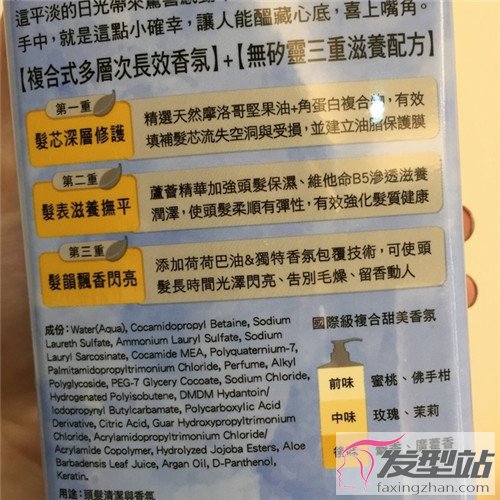 這平淡的日光帶來驚喜
手中,就是這點小確幸,讓人能醞藏心底,喜上嘴角。
【複合式多層次長效香氛】+【無矽靈三重滋養配方】
第一重
髮芯深層修護
精選天然摩洛哥堅果油+角蛋白複合物,有效
填補髮芯流失空洞與受損,並建立油脂保護膜
第二重
髮表滋養撫平
蘆薈精華加強頭髮保濕、維他命B5滲透滋養
潤澤,使頭髮柔順有彈性,有效強化髮質健康
第三重
髮韻飄香閃亮
添加荷荷巴油&獨特香氛包覆技術,可使頭
髮長時間光澤閃亮、告別毛燥、留香動人
成份:Water(Aqua), Cocamidopropyl Betaine, Sodium
Laureth Sulfate, Ammonium Lauryl Sulfate, Sodium
Lauryl Sarcosinate, Cocamide MEA, Polyquaternium-7,
Palmitamidopropyltrimonium Chloride, Perfume, Alkyl
Polyglycoside, PEG-7 Glycery Cocoate, Sodium Chloride,
Hydrogenated Polyisobutene, DMDM Hydantoin/
Iodopropynyl Butylcarbamate, Polycarboxylic Acid
Derivative, Citric Acid, Guar Hydroxypropyltrimonium
Chloride/
Acrylamidopropyltrimonium Chloride/
Acrylamide Copolymer, Hydrolyzed Jojoba Esters, Aloe
Barbadensis Leaf Juice, Argan Oil, D-Panthenol,
Keratin.
用途:頭髮清潔與香氛
國際級複合甜美香氛
前味 蜜桃、佛手柑
中味 玫瑰、茉莉
後味 廣藿香
发型站
faxingzhan.com